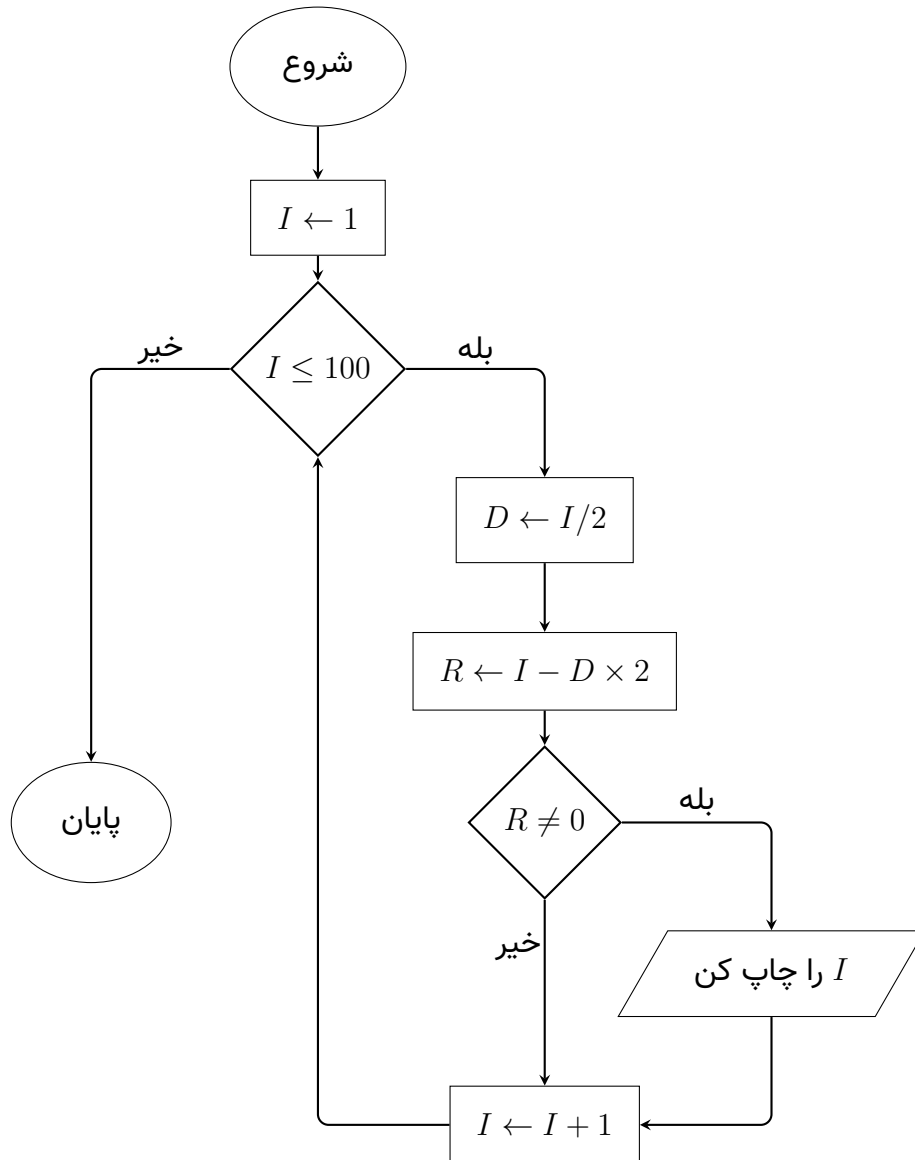 شروع
I ← 1
I ≤ 100
خیر
بله
D ← I/2
R ← I − D × 2
R ≠ 0
بله
خیر
I را چاپ کن
I ← I + 1
پایان